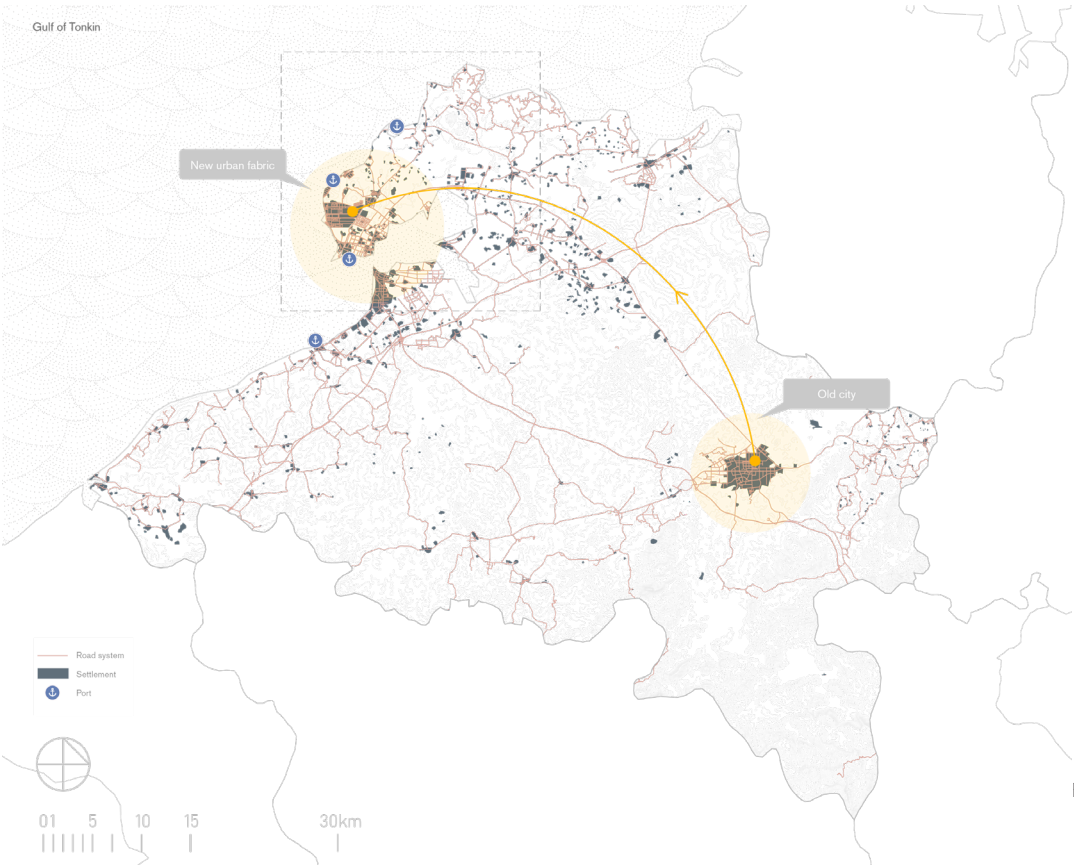 Gulf of Tonkin
New urban fabric
Old city
Road system
Settlement
Port
01 5 10 15 30km